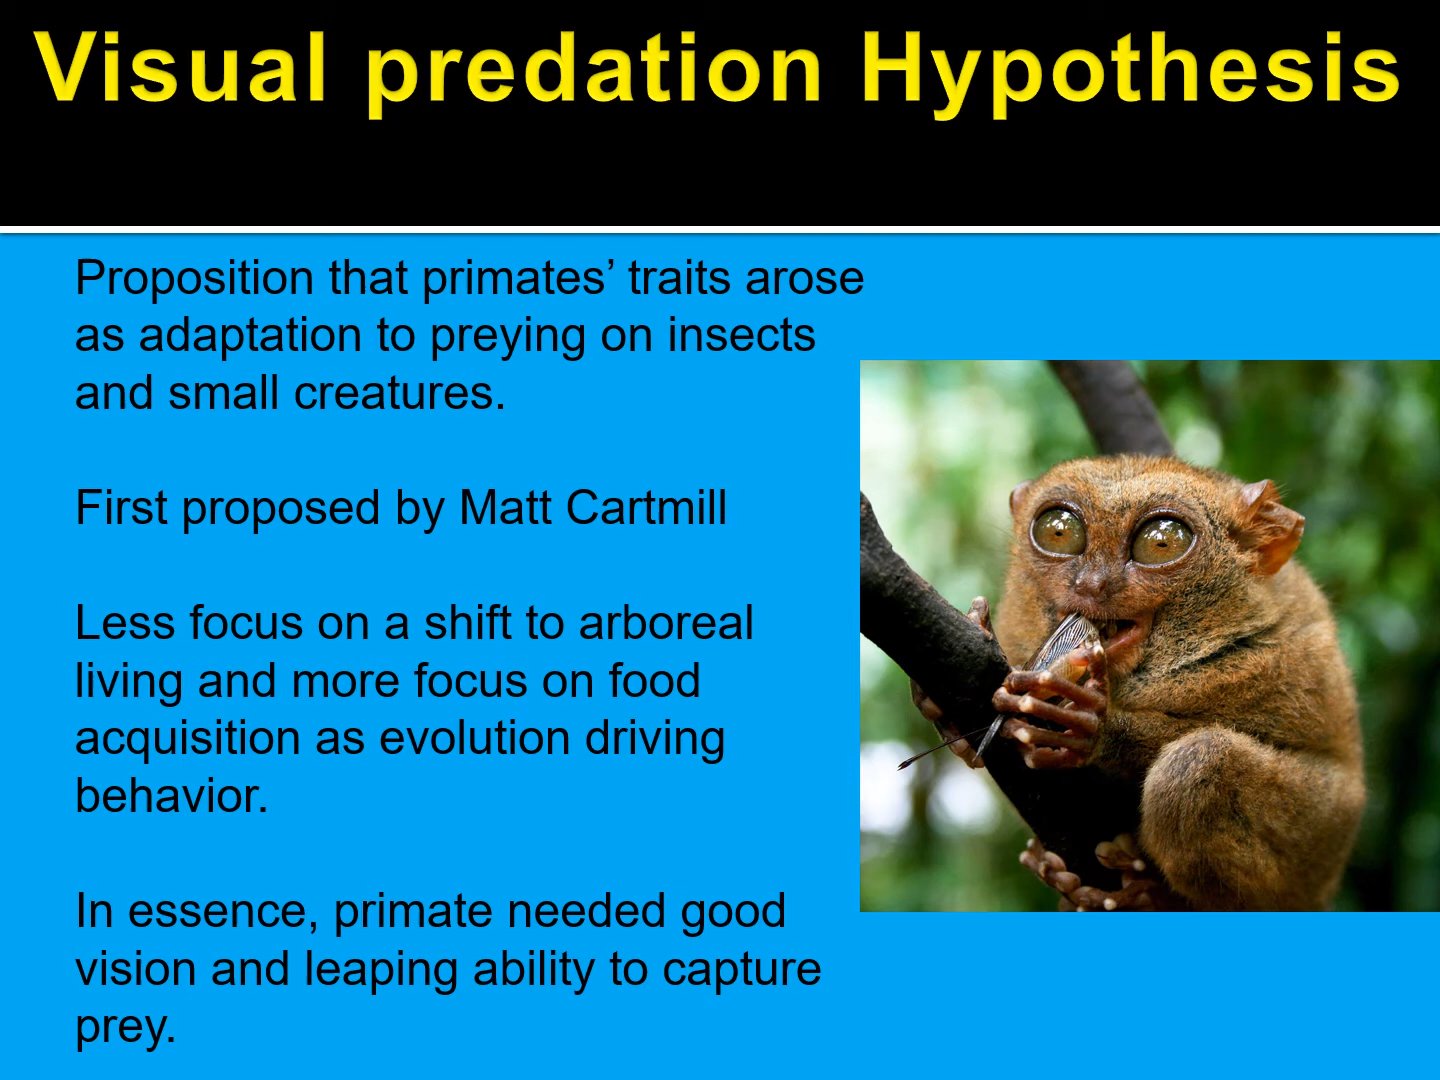 Visual predation Hypothesis
Proposition that primates’ traits arose
as adaptation to preying on insects
and small creatures.
First proposed by Matt Cartmill
Less focus on a shift to arboreal
living and more focus on food
acquisition as evolution driving
behavior.
In essence, primate needed good
vision and leaping ability to capture
prey.